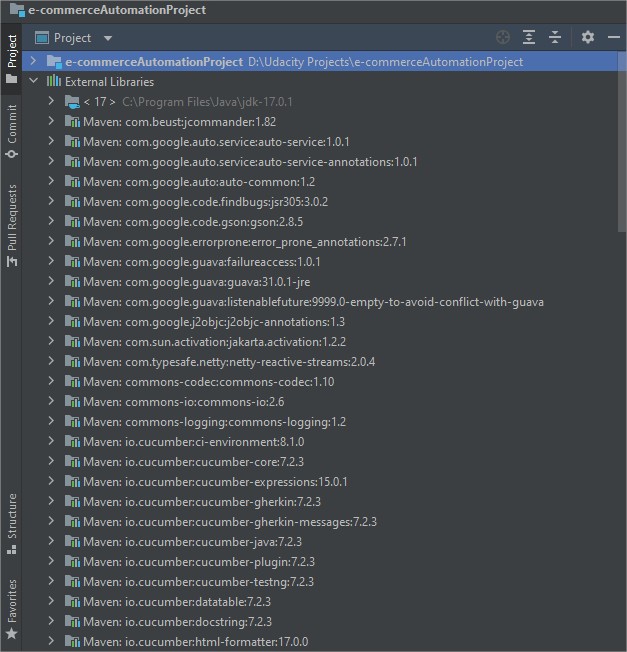 e-commerceAutomationProject
Project
e-commerceAutomationProject D:\Udacity Projects\e-commerceAutomationProject
External Libraries
< 17 > C:\Program Files\Java\jdk-17.0.1
Maven: com.beust:jcommander:1.82
Maven: com.google.auto.service:auto-service:1.0.1
Maven: com.google.auto.service:auto-service-annotations:1.0.1
Maven: com.google.auto:auto-common:1.2
Maven: com.google.code.findbugs:jsr305:3.0.2
Maven: com.google.code.gson:gson:2.8.5
Maven: com.google.errorprone:error_prone_annotations:2.7.1
Maven: com.google.guava:failureaccess:1.0.1
Maven: com.google.guava:guava:31.0.1-jre
Maven: com.google.guava:listenablefuture:9999.0-empty-to-avoid-conflict-with-guava
Maven: com.google.j2objc:j2objc-annotations:1.3
Maven: com.sun.activation:jakarta.activation:1.2.2
Maven: com.typesafe.netty:netty-reactive-streams:2.0.4
Maven: commons-codec:commons-codec:1.10
Maven: commons-io:commons-io:2.6
Maven: commons-logging:commons-logging:1.2
Maven: io.cucumber:ci-environment:8.1.0
Maven: io.cucumber:cucumber-core:7.2.3
Maven: io.cucumber:cucumber-expressions:15.0.1
Maven: io.cucumber:cucumber-gherkin:7.2.3
Maven: io.cucumber:cucumber-gherkin-messages:7.2.3
Maven: io.cucumber:cucumber-java:7.2.3
Maven: io.cucumber:cucumber-plugin:7.2.3
Maven: io.cucumber:cucumber-testng:7.2.3
Maven: io.cucumber:datatable:7.2.3
Maven: io.cucumber:docstring:7.2.3
Maven: io.cucumber:html-formatter:17.0.0
Project
Commit
Pull Requests
Structure
Favorites